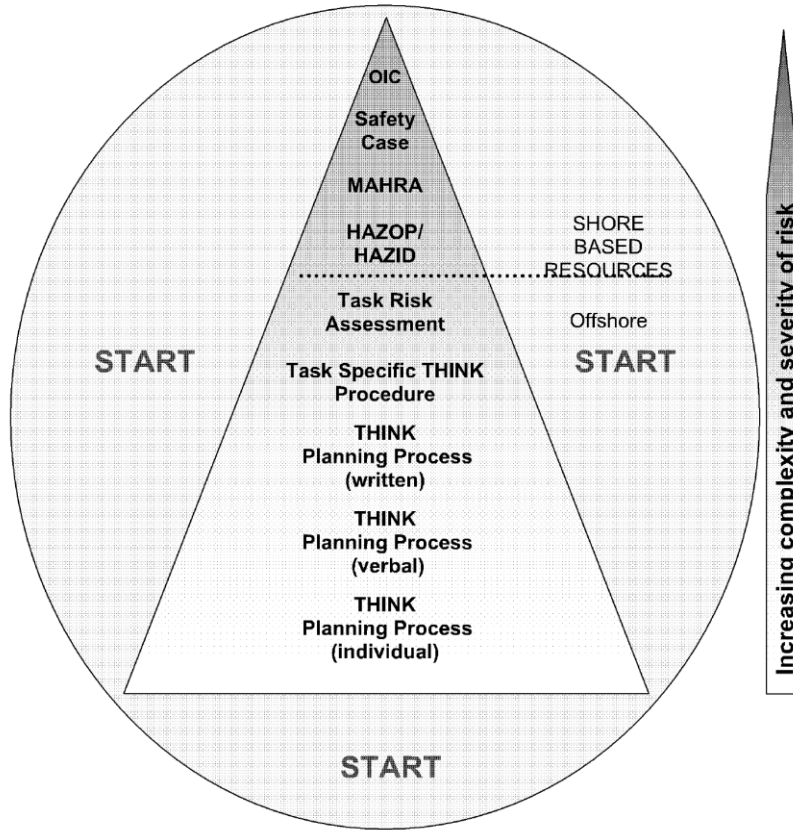 OIC
Safety
Case
MAHRA
HAZOP/
HAZID
SHORE
BASED
RESOURCES
Task Risk
Assessment
Offshore
START
START
Task Specific THINK
Procedure
THINK
Planning Process
(written)
THINK
Planning Process
(verbal)
THINK
Planning Process
(individual)
START
Increasing complexity and severity of risk